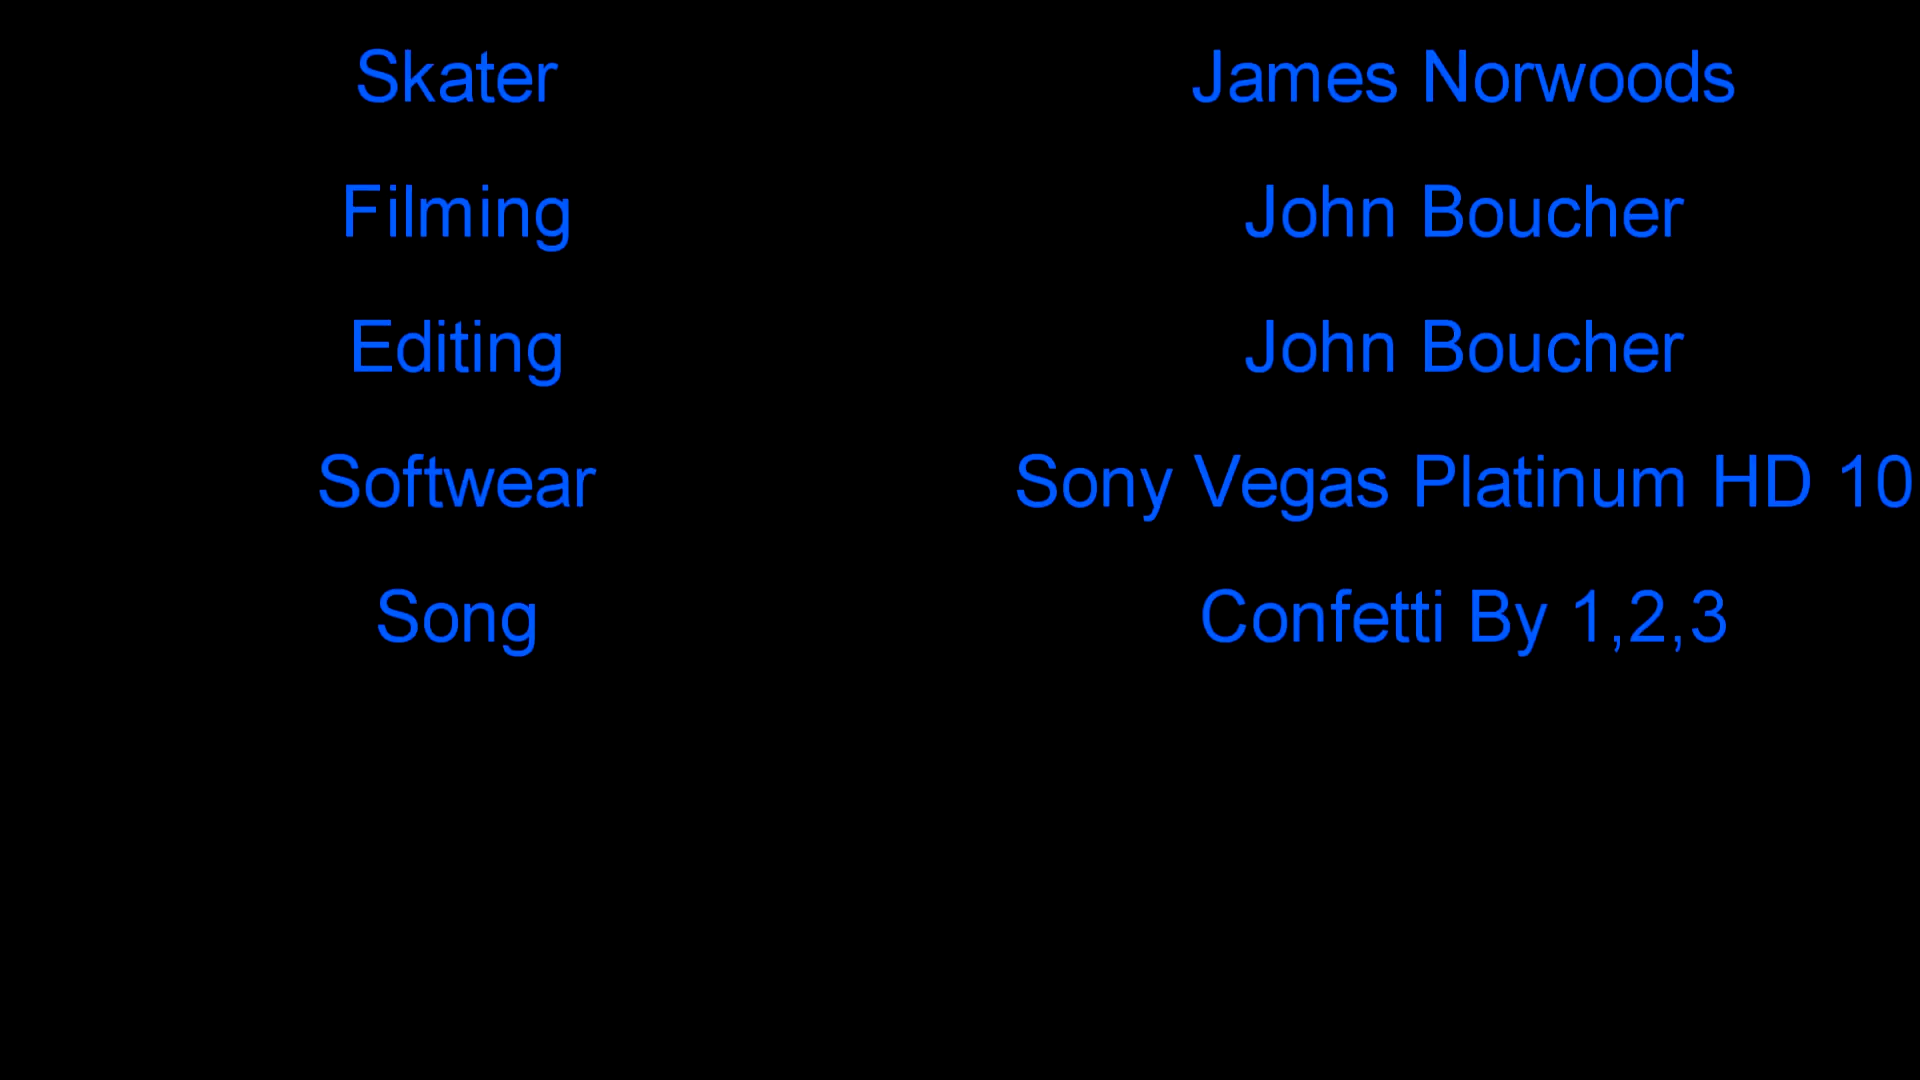 Skater James Norwoods
Filming John Boucher
Editing John Boucher
Softwear Sony Vegas Platinum HD 10
Song Confetti By 1,2,3